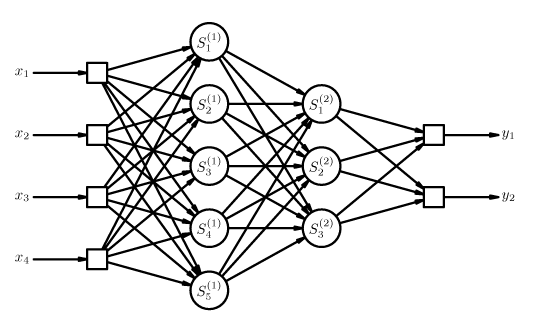 x₁
x₂
x₃
x₄
S₁⁽¹⁾
S₂⁽¹⁾
S₃⁽¹⁾
S₄⁽¹⁾
S₅⁽¹⁾
S₁⁽²⁾
S₂⁽²⁾
S₃⁽²⁾
y₁
y₂